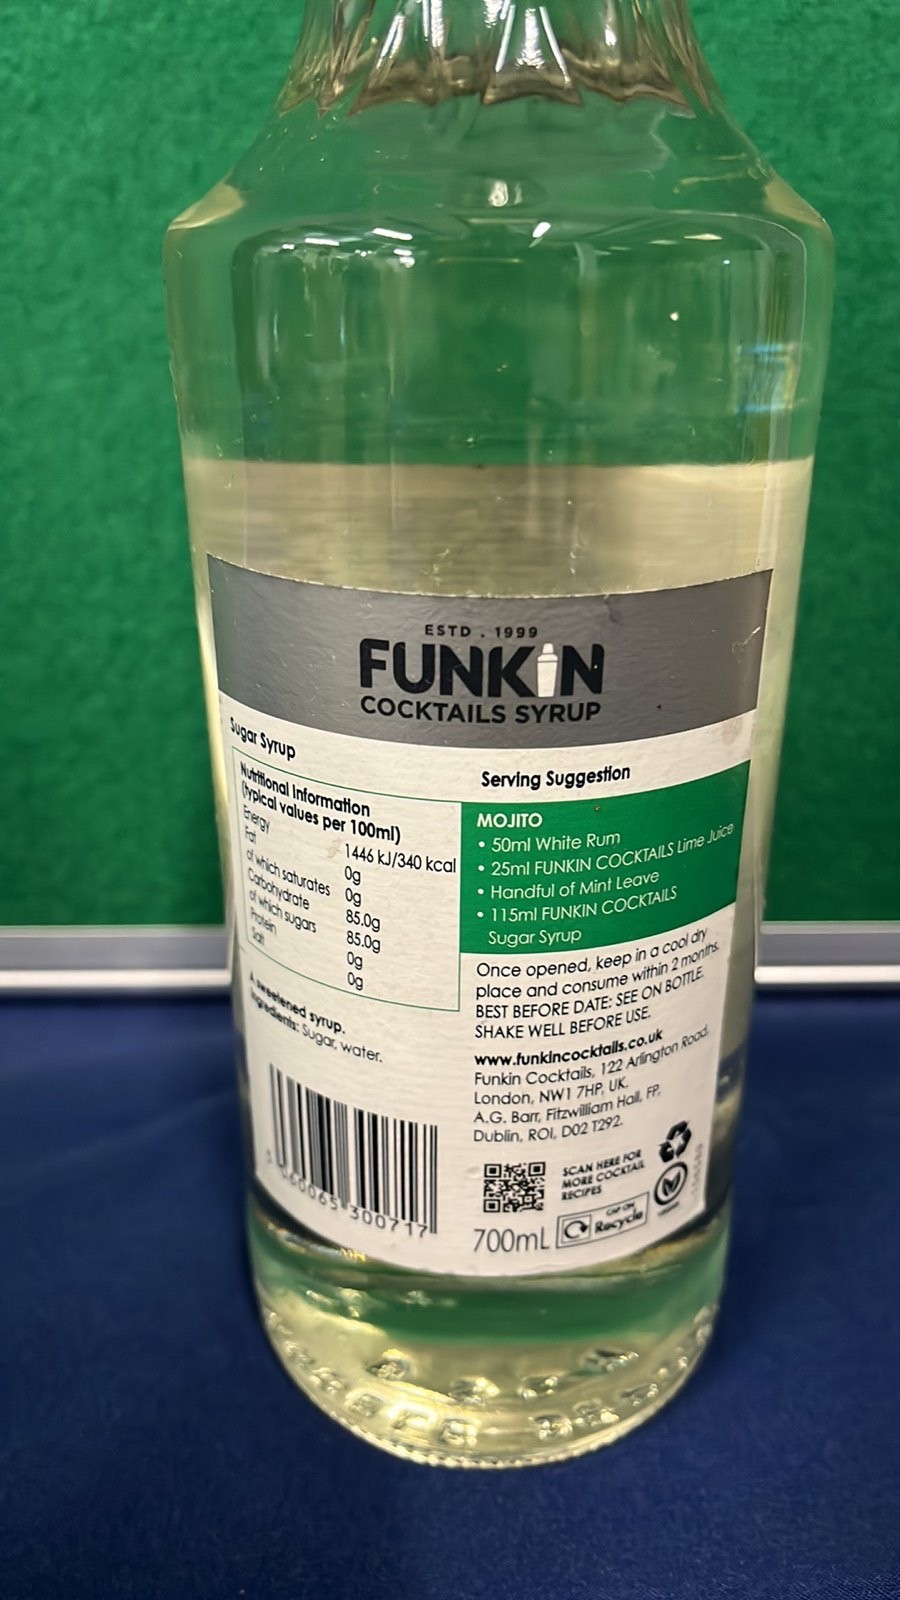 ESTD . 1999
FUNKIN
COCKTAILS SYRUP
Sugar Syrup
Nutritional Information
(typical values per 100ml)
Energy 1446 kJ/340 kcal
Fat 0g
of which saturates 0g
Carbohydrate 85.0g
of which sugars 85.0g
Protein 0g
Salt 0g
A sweetened syrup.
Ingredients: Sugar, water.
Serving Suggestion
MOJITO
• 50ml White Rum
• 25ml FUNKIN COCKTAILS Lime Juice
• Handful of Mint Leave
• 115ml FUNKIN COCKTAILS
Sugar Syrup
Once opened, keep in a cool dry
place and consume within 2 months.
BEST BEFORE DATE: SEE ON BOTTLE.
SHAKE WELL BEFORE USE.
www.funkincocktails.co.uk
Funkin Cocktails, 122 Arlington Road,
London, NW1 7HP, UK.
A.G. Barr, Fitzwilliam Hall, FP,
Dublin, ROI, D02 T292.
SCAN HERE FOR
MORE COCKTAIL
RECIPES
CAP ON
Recycle
700mL
300717